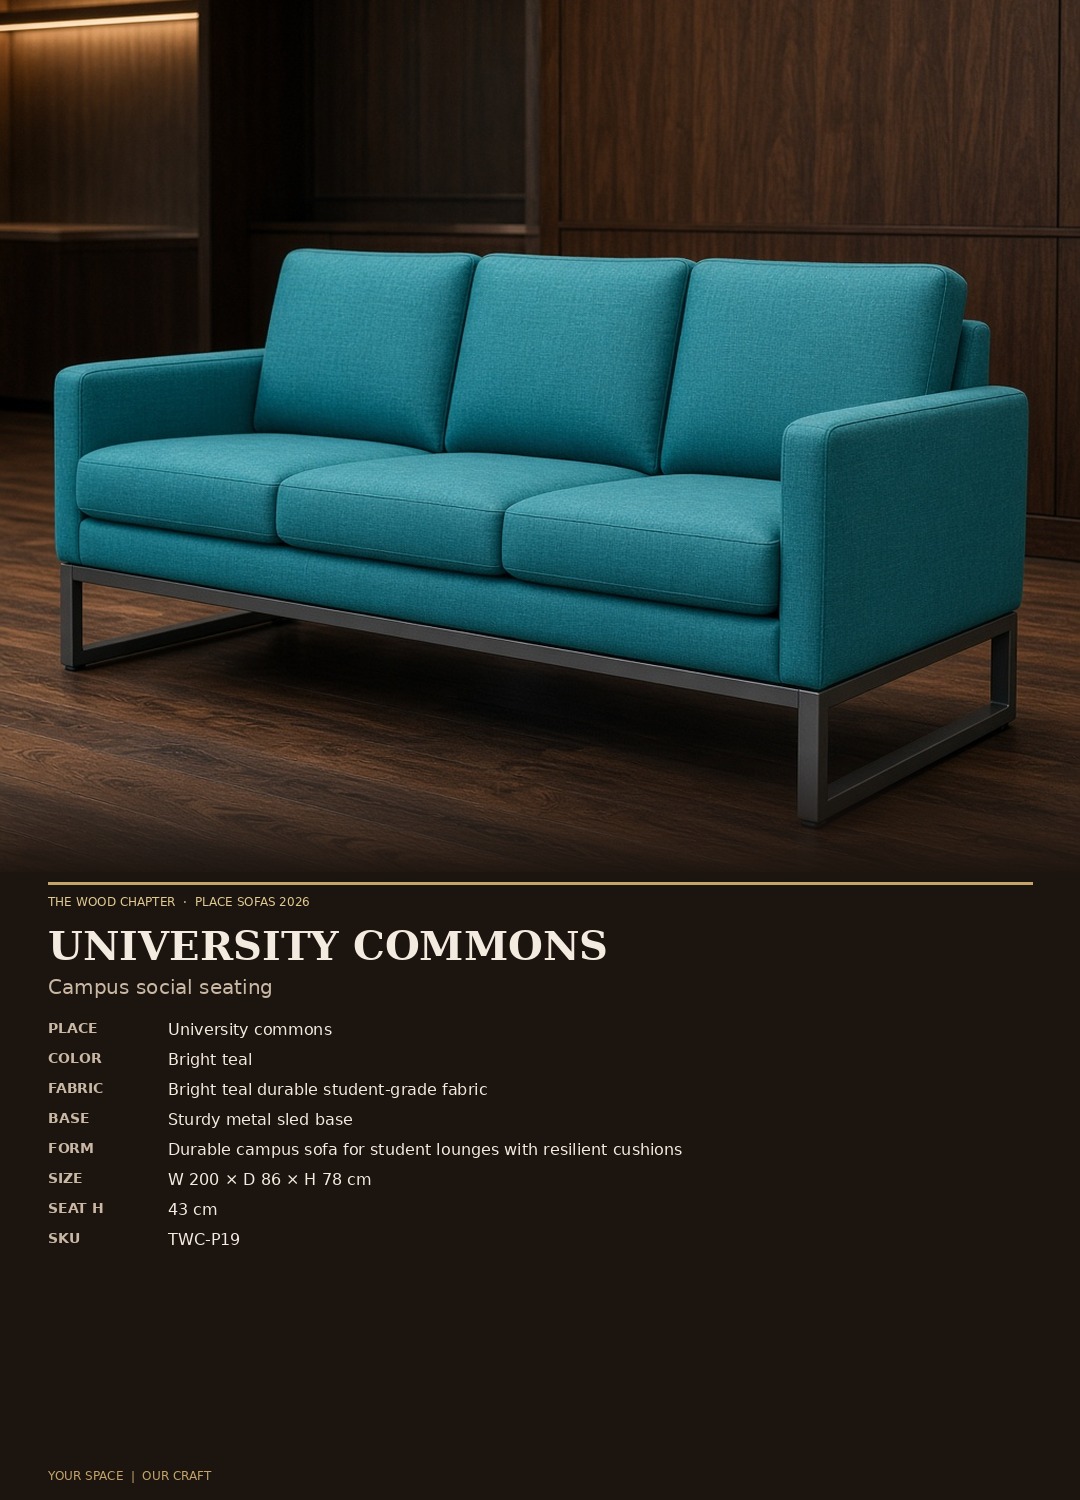 THE WOOD CHAPTER · PLACE SOFAS 2026
UNIVERSITY COMMONS
Campus social seating
PLACE University commons
COLOR Bright teal
FABRIC Bright teal durable student-grade fabric
BASE Sturdy metal sled base
FORM Durable campus sofa for student lounges with resilient cushions
SIZE W 200 × D 86 × H 78 cm
SEAT H 43 cm
SKU TWC-P19
YOUR SPACE | OUR CRAFT